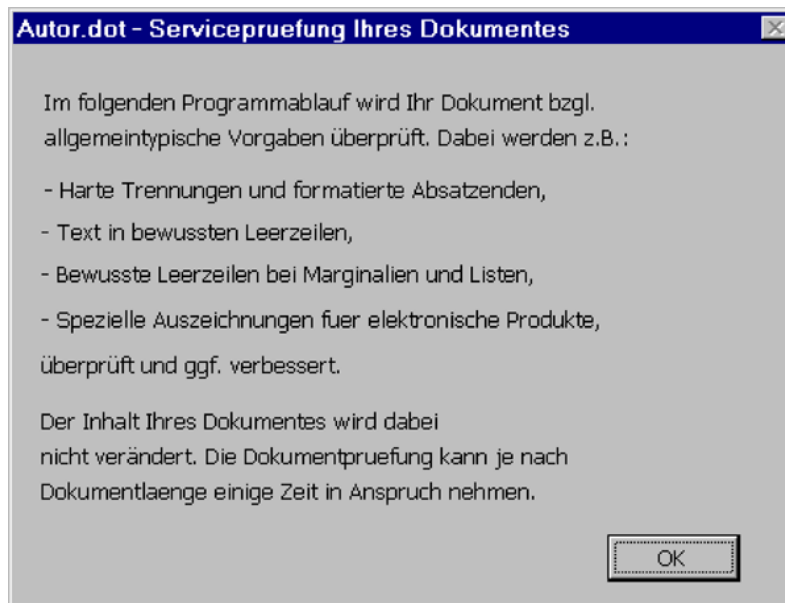 Autor.dot - Servicepruefung Ihres Dokumentes
Im folgenden Programmablauf wird Ihr Dokument bzgl.
allgemeintypische Vorgaben überprüft. Dabei werden z.B.:
- Harte Trennungen und formatierte Absatzenden,
- Text in bewussten Leerzeilen,
- Bewusste Leerzeilen bei Marginalien und Listen,
- Spezielle Auszeichnungen fuer elektronische Produkte,
überprüft und ggf. verbessert.
Der Inhalt Ihres Dokumentes wird dabei
nicht verändert. Die Dokumentpruefung kann je nach
Dokumentlaenge einige Zeit in Anspruch nehmen.
OK